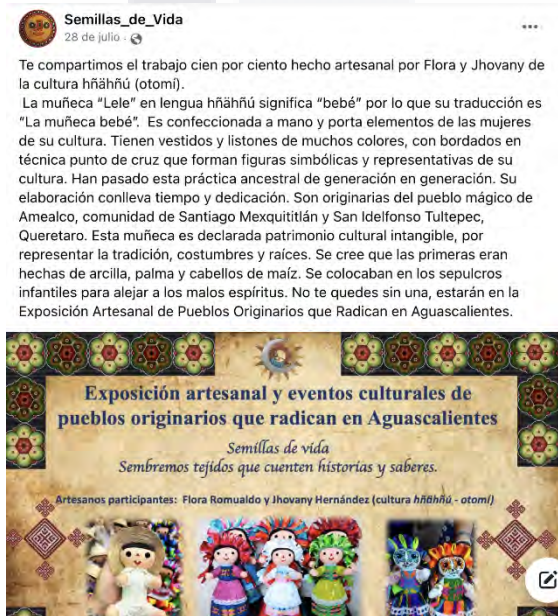 Semillas_de_Vida
28 de julio ·
Te compartimos el trabajo cien por ciento hecho artesanal por Flora y Jhovany de
la cultura hñähñú (otomí).
La muñeca "Lele" en lengua hñähñú significa "bebé" por lo que su traducción es
"La muñeca bebé". Es confeccionada a mano y porta elementos de las mujeres
de su cultura. Tienen vestidos y listones de muchos colores, con bordados en
técnica punto de cruz que forman figuras simbólicas y representativas de su
cultura. Han pasado esta práctica ancestral de generación en generación. Su
elaboración conlleva tiempo y dedicación. Son originarias del pueblo mágico de
Amealco, comunidad de Santiago Mexquititlán y San Idelfonso Tultepec,
Queretaro. Esta muñeca es declarada patrimonio cultural intangible, por
representar la tradición, costumbres y raíces. Se cree que las primeras eran
hechas de arcilla, palma y cabellos de maíz. Se colocaban en los sepulcros
infantiles para alejar a los malos espíritus. No te quedes sin una, estarán en la
Exposición Artesanal de Pueblos Originarios que Radican en Aguascalientes.
Exposición artesanal y eventos culturales de
pueblos originarios que radican en Aguascalientes
Semillas de vida
Sembremos tejidos que cuenten historias y saberes.
Artesanos participantes: Flora Romualdo y Jhovany Hernández (cultura hñähñú - otomí)